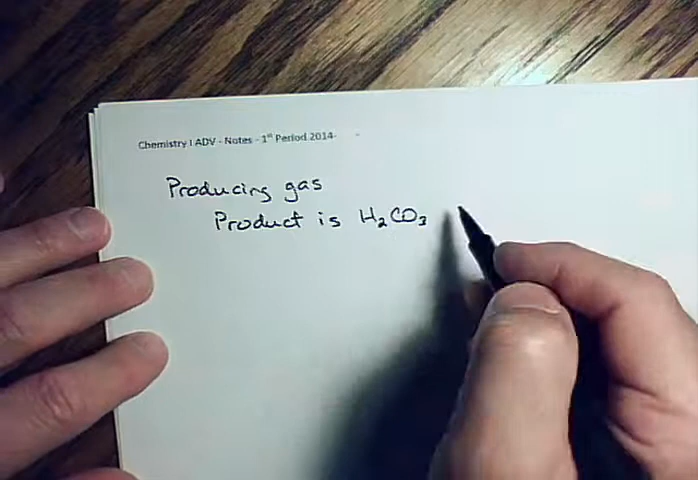 Chemistry I ADV - Notes - 1st Period 2014-
Producing gas
Product is H₂CO₃